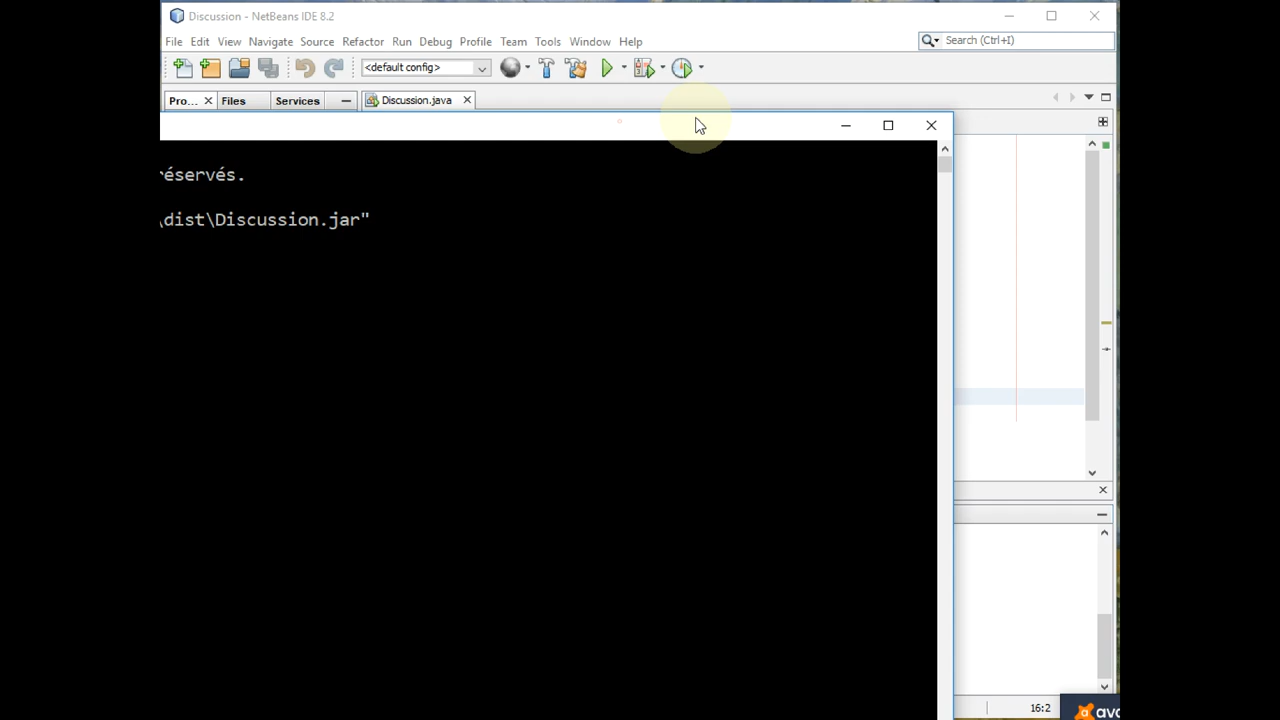 Discussion - NetBeans IDE 8.2
File Edit View Navigate Source Refactor Run Debug Profile Team Tools Window Help
Search (Ctrl+I)
<default config>
Pro... Files Services Discussion.java
réservés.
\dist\Discussion.jar"
16:2